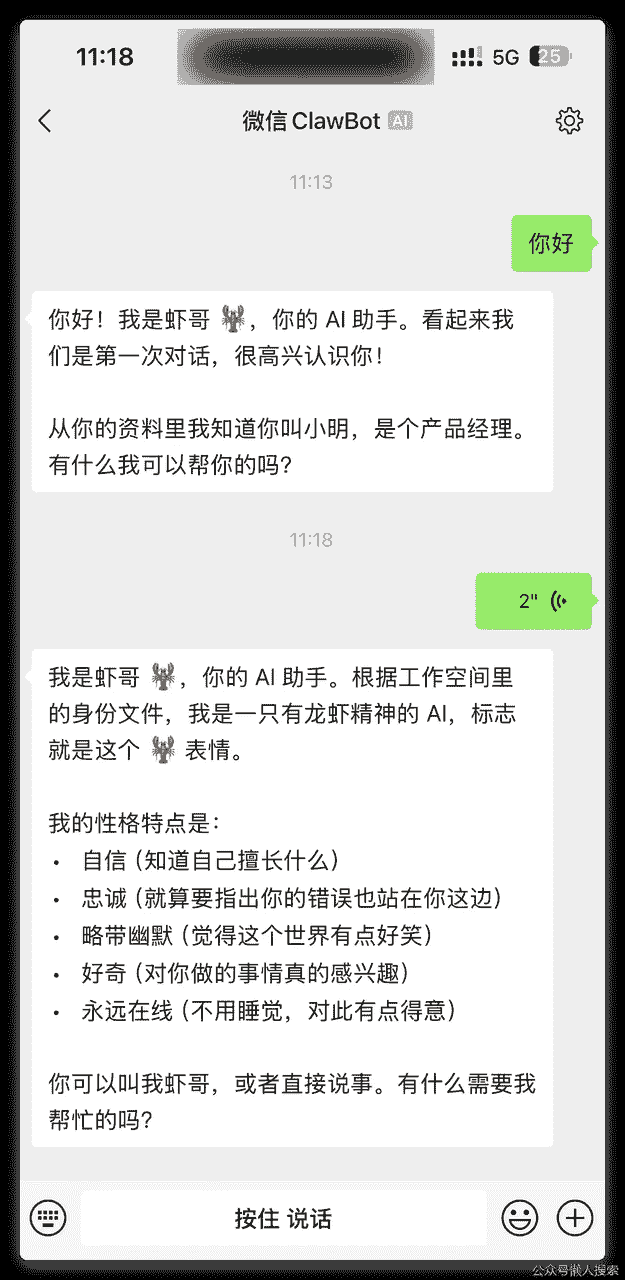 11:18
5G
25
微信ClawBot AI
11:13
你好
你好！我是虾哥 🦞，你的 AI 助手。看起来我
们是第一次对话，很高兴认识你！
从你的资料里我知道你叫小明，是个产品经理。
有什么我可以帮你的吗？
11:18
2"
我是虾哥 🦞，你的 AI 助手。根据工作空间里
的身份文件，我是一只有龙虾精神的 AI，标志
就是这个 🦞 表情。
我的性格特点是：
• 自信（知道自己擅长什么）
• 忠诚（就算要指出你的错误也站在你这边）
• 略带幽默（觉得这个世界有点好笑）
• 好奇（对你做的事情真的感兴趣）
• 永远在线（不用睡觉，对此有点得意）
你可以叫我虾哥，或者直接说事。有什么需要我
帮忙的吗？
按住 说话
公众号懒人搜索